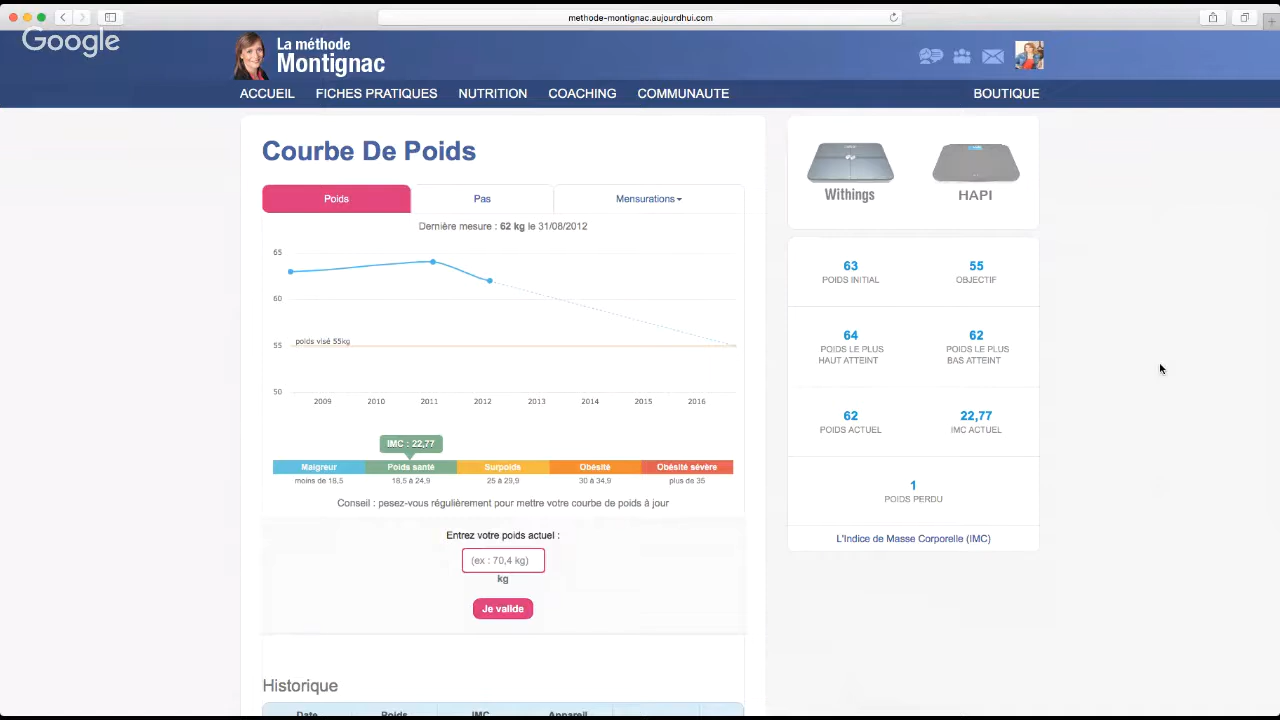 methode-montignac.aujourdhui.com
Google
La méthode
Montignac
ACCUEIL FICHES PRATIQUES NUTRITION COACHING COMMUNAUTE BOUTIQUE
Courbe De Poids
Poids Pas Mensurations
Dernière mesure : 62 kg le 31/08/2012
65
60
poids visé 55kg
55
50
2009 2010 2011 2012 2013 2014 2015 2016
IMC : 22,77
Maigreur Poids santé Surpoids Obésité Obésité sévère
moins de 18,5 18,5 à 24,9 25 à 29,9 30 à 34,9 plus de 35
Conseil : pesez-vous régulièrement pour mettre votre courbe de poids à jour
Entrez votre poids actuel :
(ex : 70,4 kg)
kg
Je valide
Historique
Date Poids IMC Appareil
Withings HAPI
63 55
POIDS INITIAL OBJECTIF
64 62
POIDS LE PLUS POIDS LE PLUS
HAUT ATTEINT BAS ATTEINT
62 22,77
POIDS ACTUEL IMC ACTUEL
1
POIDS PERDU
L'Indice de Masse Corporelle (IMC)